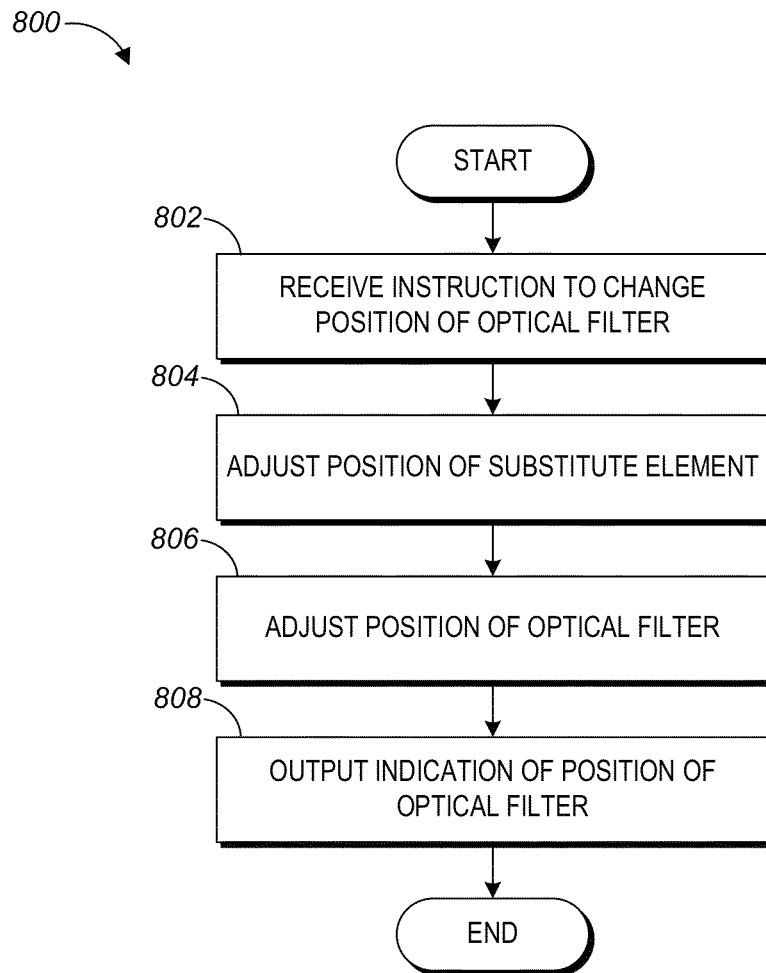 800
START
802
RECEIVE INSTRUCTION TO CHANGE
POSITION OF OPTICAL FILTER
804
ADJUST POSITION OF SUBSTITUTE ELEMENT
806
ADJUST POSITION OF OPTICAL FILTER
808
OUTPUT INDICATION OF POSITION OF
OPTICAL FILTER
END